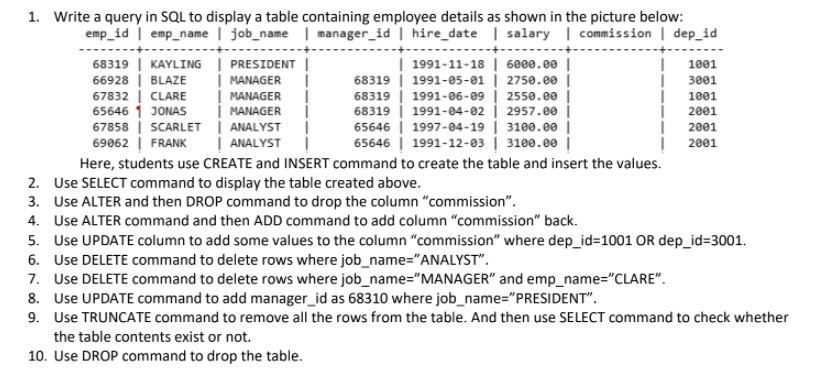 1. Write a query in SQL to display a table containing employee details as shown in the picture below:
emp_id | emp_name | job_name | manager_id | hire_date | salary | commission | dep_id
--------+----------+-----------+------------+------------+---------+------------+--------
68319 | KAYLING | PRESIDENT | | 1991-11-18 | 6000.00 | | 1001
66928 | BLAZE | MANAGER | 68319 | 1991-05-01 | 2750.00 | | 3001
67832 | CLARE | MANAGER | 68319 | 1991-06-09 | 2550.00 | | 1001
65646 | JONAS | MANAGER | 68319 | 1991-04-02 | 2957.00 | | 2001
67858 | SCARLET | ANALYST | 65646 | 1997-04-19 | 3100.00 | | 2001
69062 | FRANK | ANALYST | 65646 | 1991-12-03 | 3100.00 | | 2001
Here, students use CREATE and INSERT command to create the table and insert the values.
2. Use SELECT command to display the table created above.
3. Use ALTER and then DROP command to drop the column “commission”.
4. Use ALTER command and then ADD command to add column “commission” back.
5. Use UPDATE column to add some values to the column “commission” where dep_id=1001 OR dep_id=3001.
6. Use DELETE command to delete rows where job_name=”ANALYST”.
7. Use DELETE command to delete rows where job_name=”MANAGER” and emp_name=”CLARE”.
8. Use UPDATE command to add manager_id as 68310 where job_name=”PRESIDENT”.
9. Use TRUNCATE command to remove all the rows from the table. And then use SELECT command to check whether
the table contents exist or not.
10. Use DROP command to drop the table.